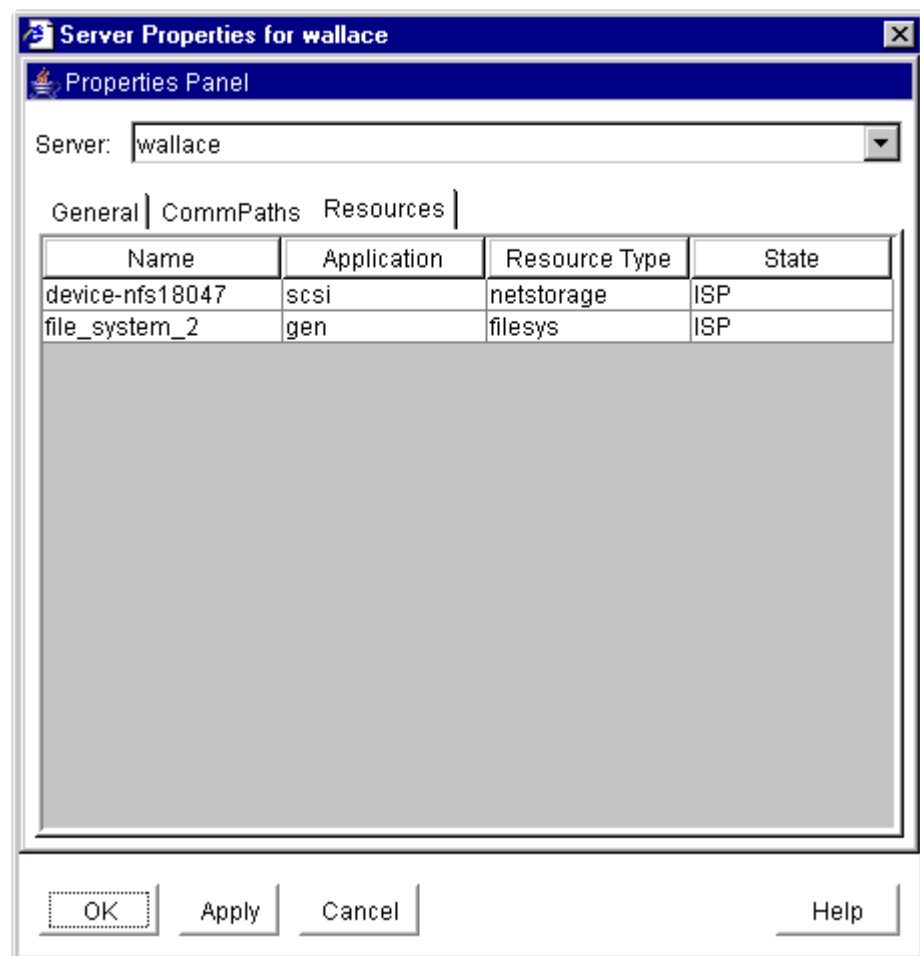 Server Properties for wallace
Properties Panel
Server: wallace
General CommPaths Resources
Name Application Resource Type State
device-nfs18047 scsi netstorage ISP
file_system_2 gen filesys ISP
OK Apply Cancel Help